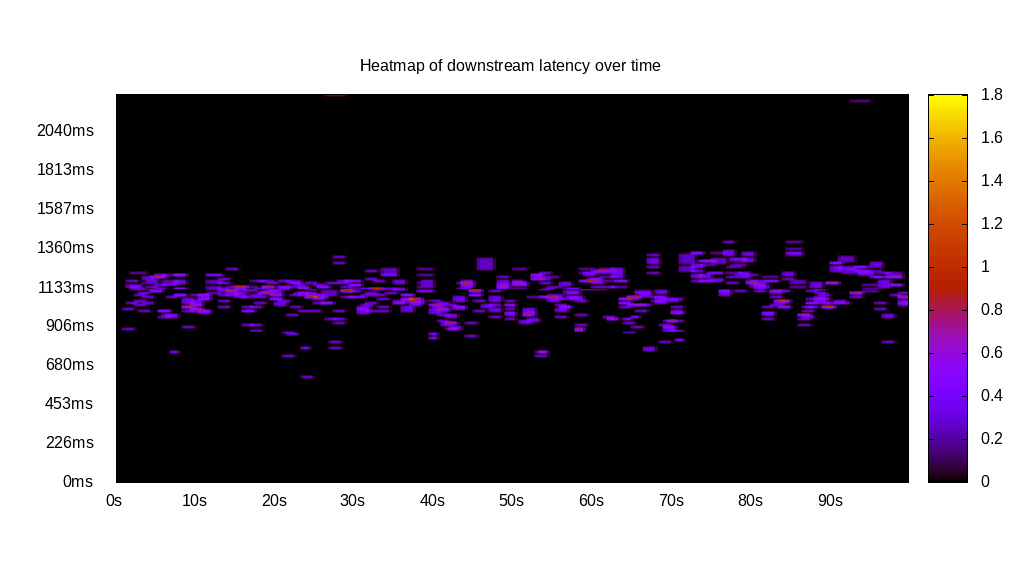 Heatmap of downstream latency over time
2040ms
1813ms
1587ms
1360ms
1133ms
906ms
680ms
453ms
226ms
0ms
0s 10s 20s 30s 40s 50s 60s 70s 80s 90s
1.8
1.6
1.4
1.2
1
0.8
0.6
0.4
0.2
0